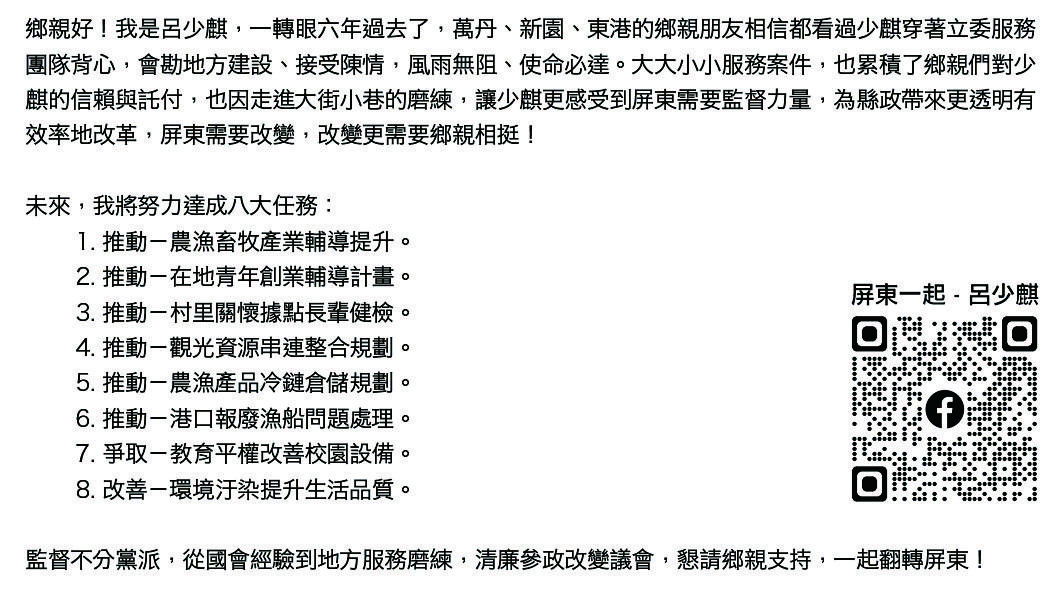 鄉親好！我是呂少麒，一轉眼六年過去了，萬丹、新園、東港的鄉親朋友相信都看過少麒穿著立委服務
團隊背心，會勘地方建設、接受陳情，風雨無阻、使命必達。大大小小服務案件，也累積了鄉親們對少
麒的信賴與託付，也因走進大街小巷的磨練，讓少麒更感受到屏東需要監督力量，為縣政帶來更透明有
效率地改革，屏東需要改變，改變更需要鄉親相挺！
未來，我將努力達成八大任務：
1. 推動－農漁畜牧產業輔導提升。
2. 推動－在地青年創業輔導計畫。
3. 推動－村里關懷據點長輩健檢。
4. 推動－觀光資源串連整合規劃。
5. 推動－農漁產品冷鏈倉儲規劃。
6. 推動－港口報廢漁船問題處理。
7. 爭取－教育平權改善校園設備。
8. 改善－環境汙染提升生活品質。
屏東一起 - 呂少麒
監督不分黨派，從國會經驗到地方服務磨練，清廉參政改變議會，懇請鄉親支持，一起翻轉屏東！